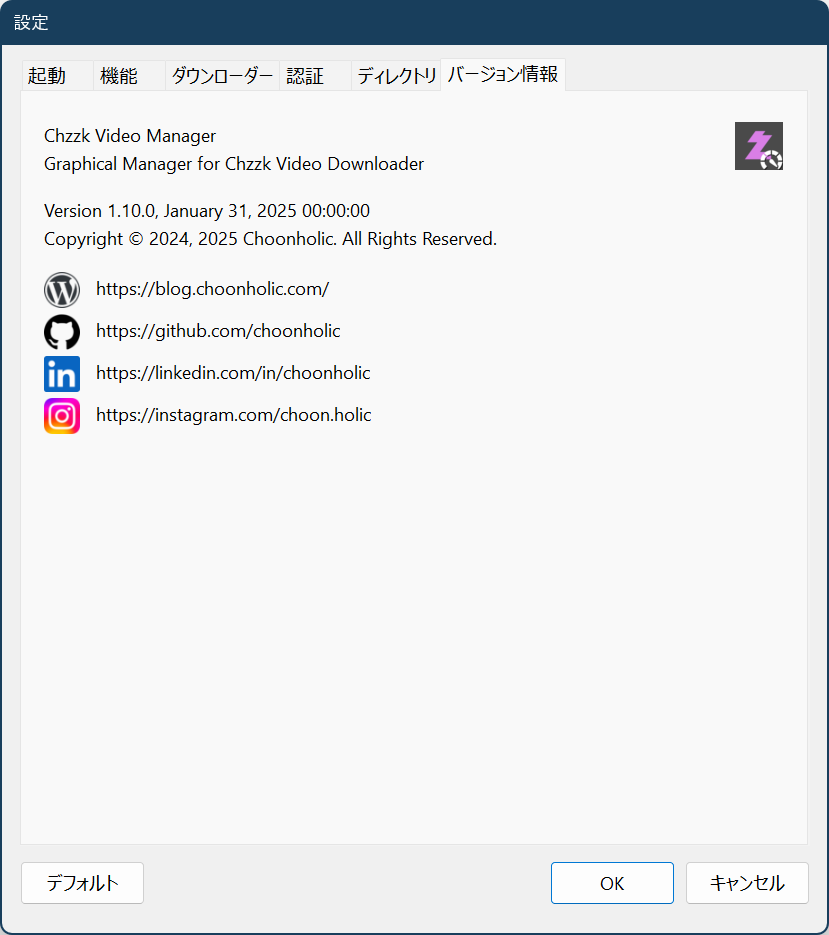 設定
起動 機能 ダウンローダー 認証 ディレクトリ バージョン情報
Chzzk Video Manager
Graphical Manager for Chzzk Video Downloader
Version 1.10.0, January 31, 2025 00:00:00
Copyright © 2024, 2025 Choonholic. All Rights Reserved.
https://blog.choonholic.com/
https://github.com/choonholic
https://linkedin.com/in/choonholic
https://instagram.com/choon.holic
デフォルト OK キャンセル